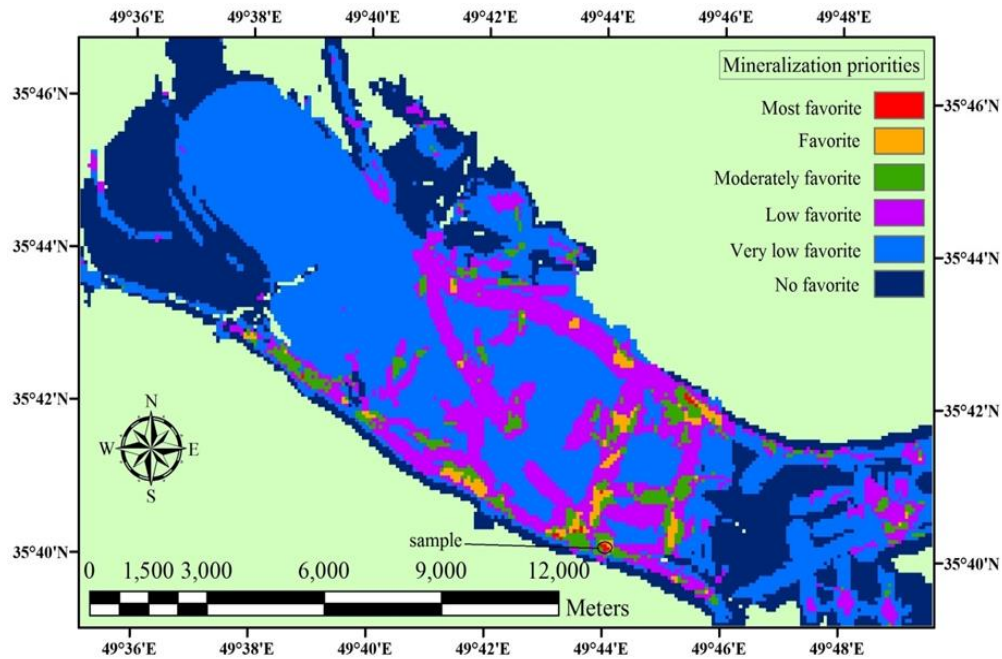 49°36'E 49°38'E 49°40'E 49°42'E 49°44'E 49°46'E 49°48'E
Mineralization priorities
35°46'N 35°46'N
Most favorite
Favorite
Moderately favorite
Low favorite
35°44'N 35°44'N
Very low favorite
No favorite
35°42'N 35°42'N
N
W E
S
sample
35°40'N 35°40'N
0 1,500 3,000 6,000 9,000 12,000
Meters
49°36'E 49°38'E 49°40'E 49°42'E 49°44'E 49°46'E 49°48'E